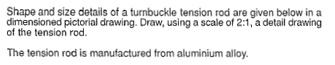 Shape and size details of a turnbuckle tension rod are given below in a
dimensioned pictorial drawing. Draw, using a scale of 2:1, a detail drawing
of the tension rod.
The tension rod is manufactured from aluminium alloy.